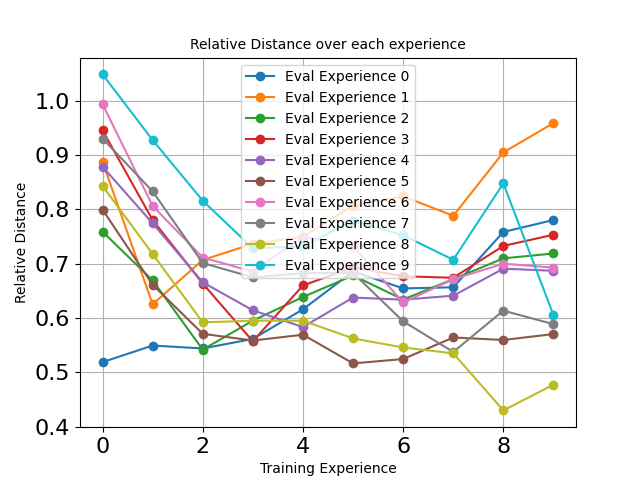 Relative Distance over each experience
Eval Experience 0
Eval Experience 1
Eval Experience 2
Eval Experience 3
Eval Experience 4
Eval Experience 5
Eval Experience 6
Eval Experience 7
Eval Experience 8
Eval Experience 9
1.0
0.9
0.8
0.7
0.6
0.5
0.4
Relative Distance
0 2 4 6 8
Training Experience